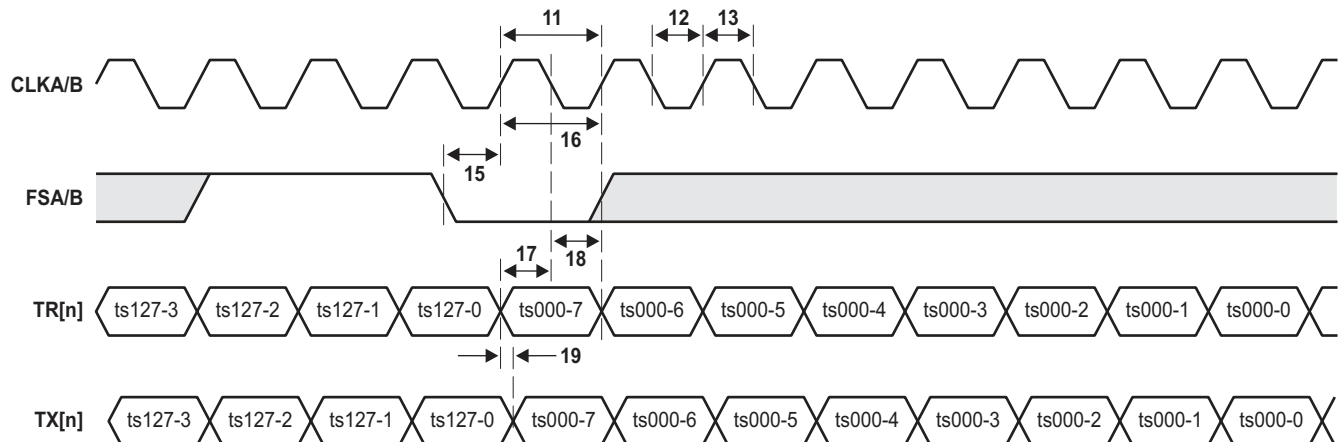 11 12 13
CLKA/B
16
15
FSA/B
17 18
TR[n] ts127-3 ts127-2 ts127-1 ts127-0 ts000-7 ts000-6 ts000-5 ts000-4 ts000-3 ts000-2 ts000-1 ts000-0
19
TX[n] ts127-3 ts127-2 ts127-1 ts127-0 ts000-7 ts000-6 ts000-5 ts000-4 ts000-3 ts000-2 ts000-1 ts000-0